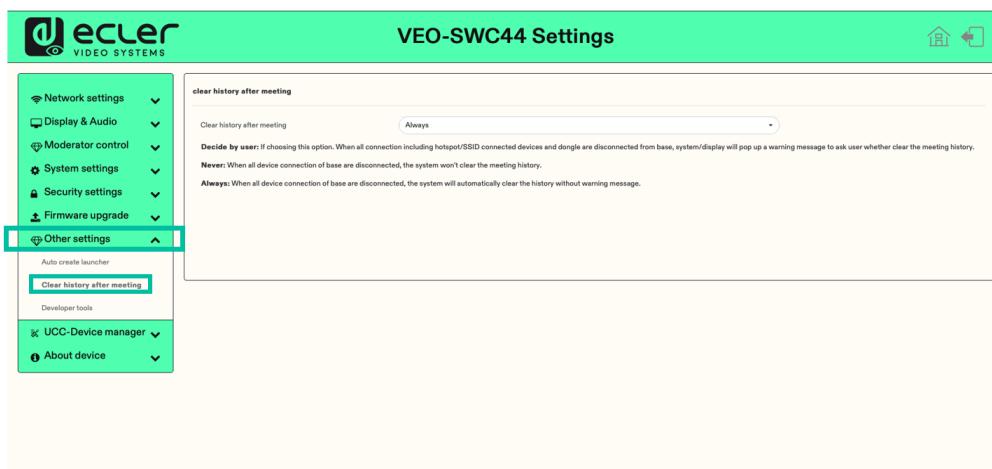 ecler
VIDEO SYSTEMS
VEO-SWC44 Settings
Network settings
Display & Audio
Moderator control
System settings
Security settings
Firmware upgrade
Other settings
Auto create launcher
Clear history after meeting
Developer tools
UCC-Device manager
About device
clear history after meeting
Clear history after meeting
Always
Decide by user: If choosing this option. When all connection including hotspot/SSID connected devices and dongle are disconnected from base, system/display will pop up a warning message to ask user whether clear the meeting history.
Never: When all device connection of base are disconnected, the system won't clear the meeting history.
Always: When all device connection of base are disconnected, the system will automatically clear the history without warning message.